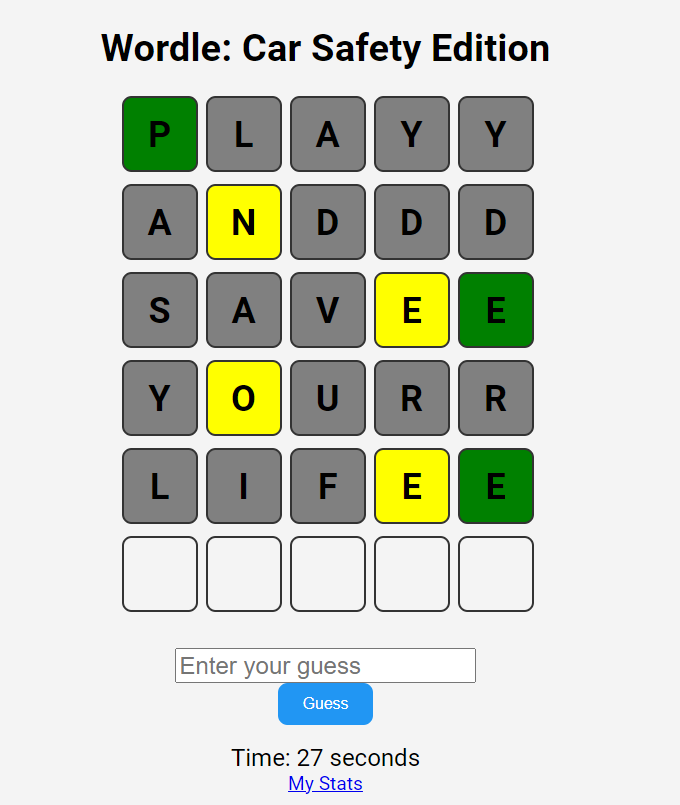 Wordle: Car Safety Edition
P L A Y Y
A N D D D
S A V E E
Y O U R R
L I F E E
Enter your guess
Guess
Time: 27 seconds
My Stats